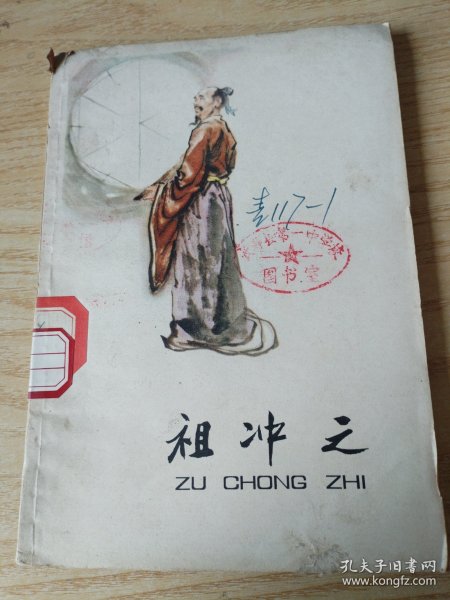 青117-1
图书室
祖冲之
ZU CHONG ZHI
孔夫子旧书网
www.kongfz.com